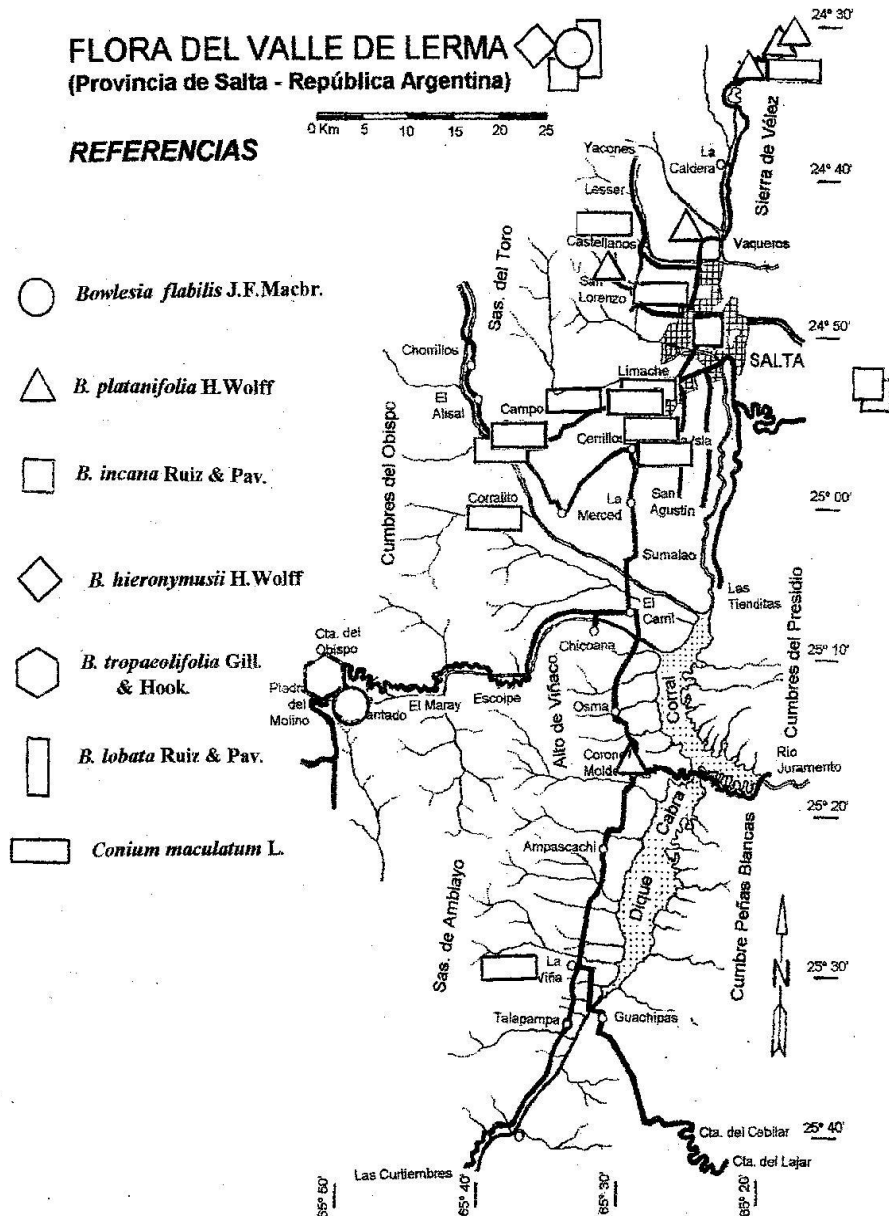 FLORA DEL VALLE DE LERMA
(Provincia de Salta - República Argentina)
0 Km 5 10 15 20 25
REFERENCIAS
Bowlesia flabilis J.F.Macbr.
B. platanifolia H.Wolff
B. incana Ruiz & Pav.
B. hieronymusii H.Wolff
B. tropaeolifolia Gill.
& Hook.
B. lobata Ruiz & Pav.
Conium maculatum L.
24° 30'
24° 40'
24° 50'
25° 00'
25° 10'
25° 20'
25° 30'
25° 40'
Yacones
La
Caldera
Lesser
Sierra de Vélez
Castellanos
Vaqueros
Sas. del Toro
San
Lorenzo
SALTA
Chorrillos
Limache
El
Alisal
Campo
Cerrillos
Isla
Cumbres del Obispo
La
Merced
San
Agustín
Corralito
Sumalao
Las
Tienditas
El
Carril
Chicoana
Cumbres del Presidio
Cta. del
Obispo
Piedra
del
Molino
antado
El Maray
Escoipe
Alto de Viñaco
Osma
Corral
Corone
Molde
Río
Juramento
Cabra
Dique
Ampascachi
Cumbre Peñas Blancas
Sas. de Amblayo
La
Viña
N
Talapampa
Guachipas
Cta. del Cebilar
Cta. del Lajar
Las Curtiembres
65° 50'
65° 40'
65° 30'
65° 20'